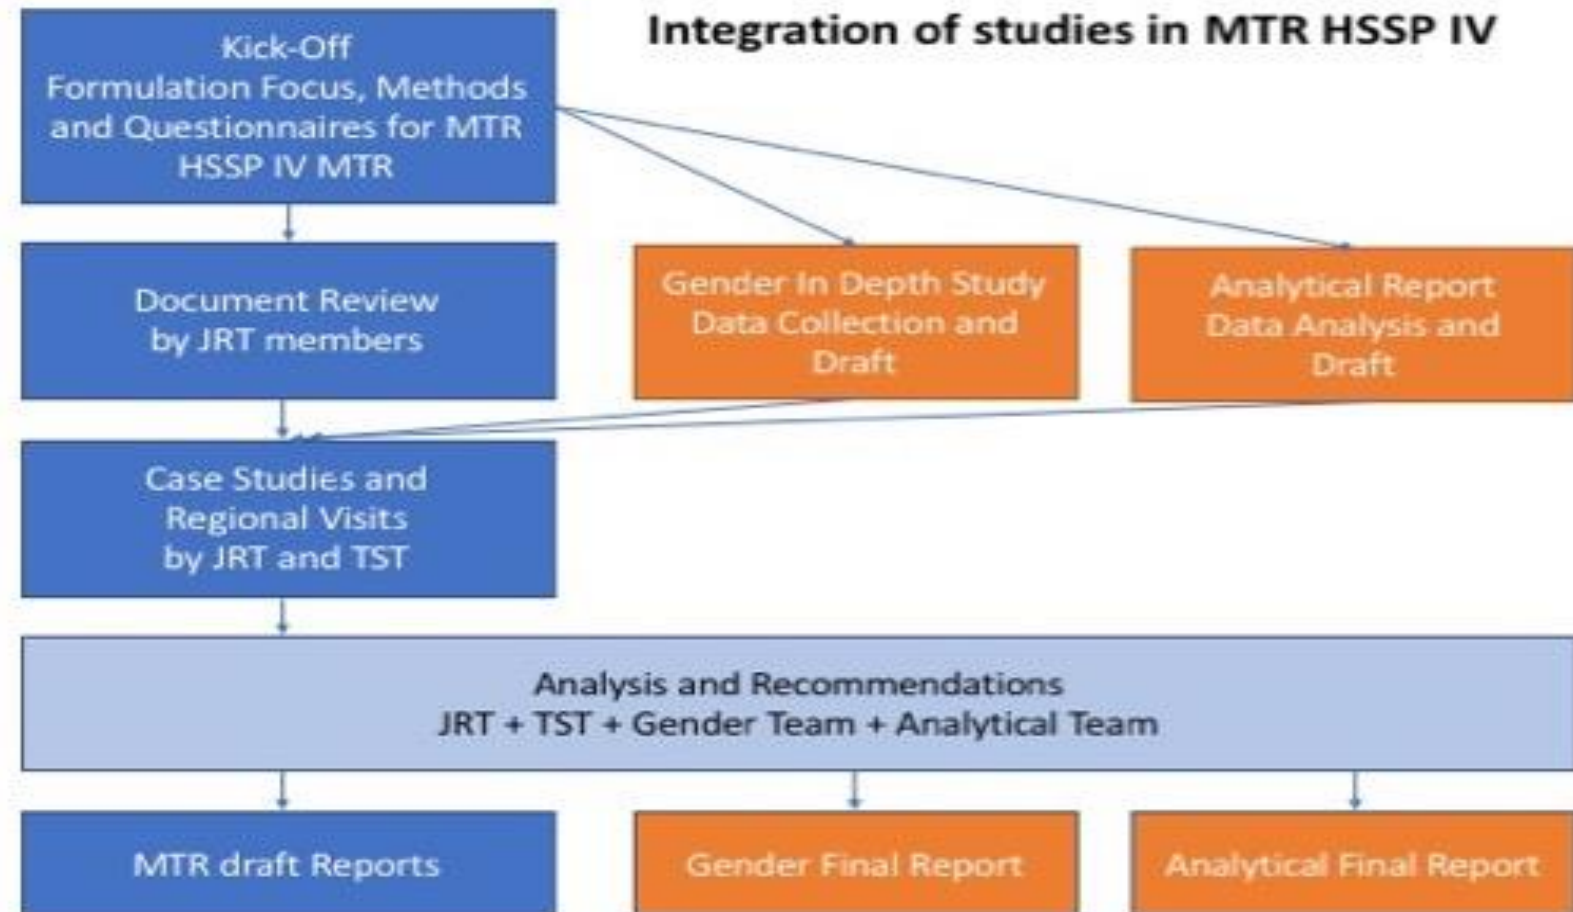 Integration of studies in MTR HSSP IV
Kick-Off
Formulation Focus, Methods
and Questionnaires for MTR
HSSP IV MTR
Document Review
by JRT members
Gender In Depth Study
Data Collection and
Draft
Analytical Report
Data Analysis and
Draft
Case Studies and
Regional Visits
by JRT and TST
Analysis and Recommendations
JRT + TST + Gender Team + Analytical Team
MTR draft Reports
Gender Final Report
Analytical Final Report